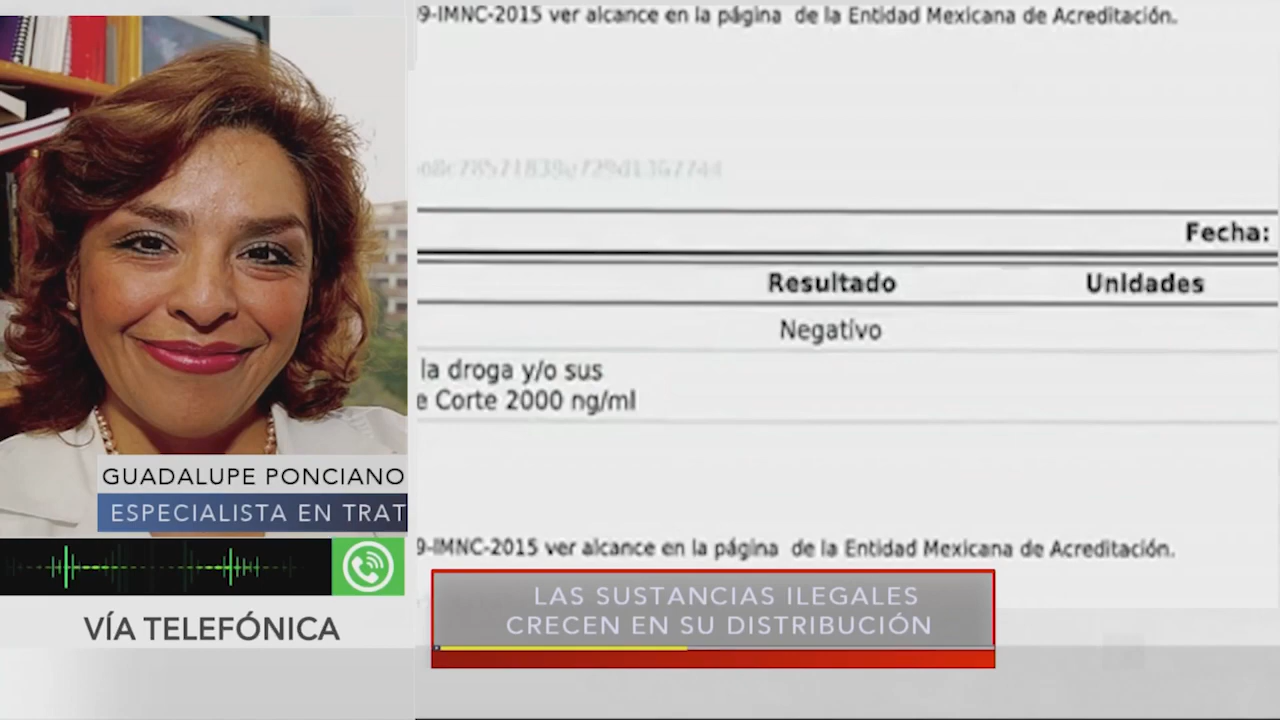 GUADALUPE PONCIANO
ESPECIALISTA EN TRAT
VÍA TELEFÓNICA
9-IMNC-2015 ver alcance en la página de la Entidad Mexicana de Acreditación.
Fecha:
Resultado Unidades
Negativo
la droga y/o sus
e Corte 2000 ng/ml
9-IMNC-2015 ver alcance en la página de la Entidad Mexicana de Acreditación.
LAS SUSTANCIAS ILEGALES
CRECEN EN SU DISTRIBUCIÓN